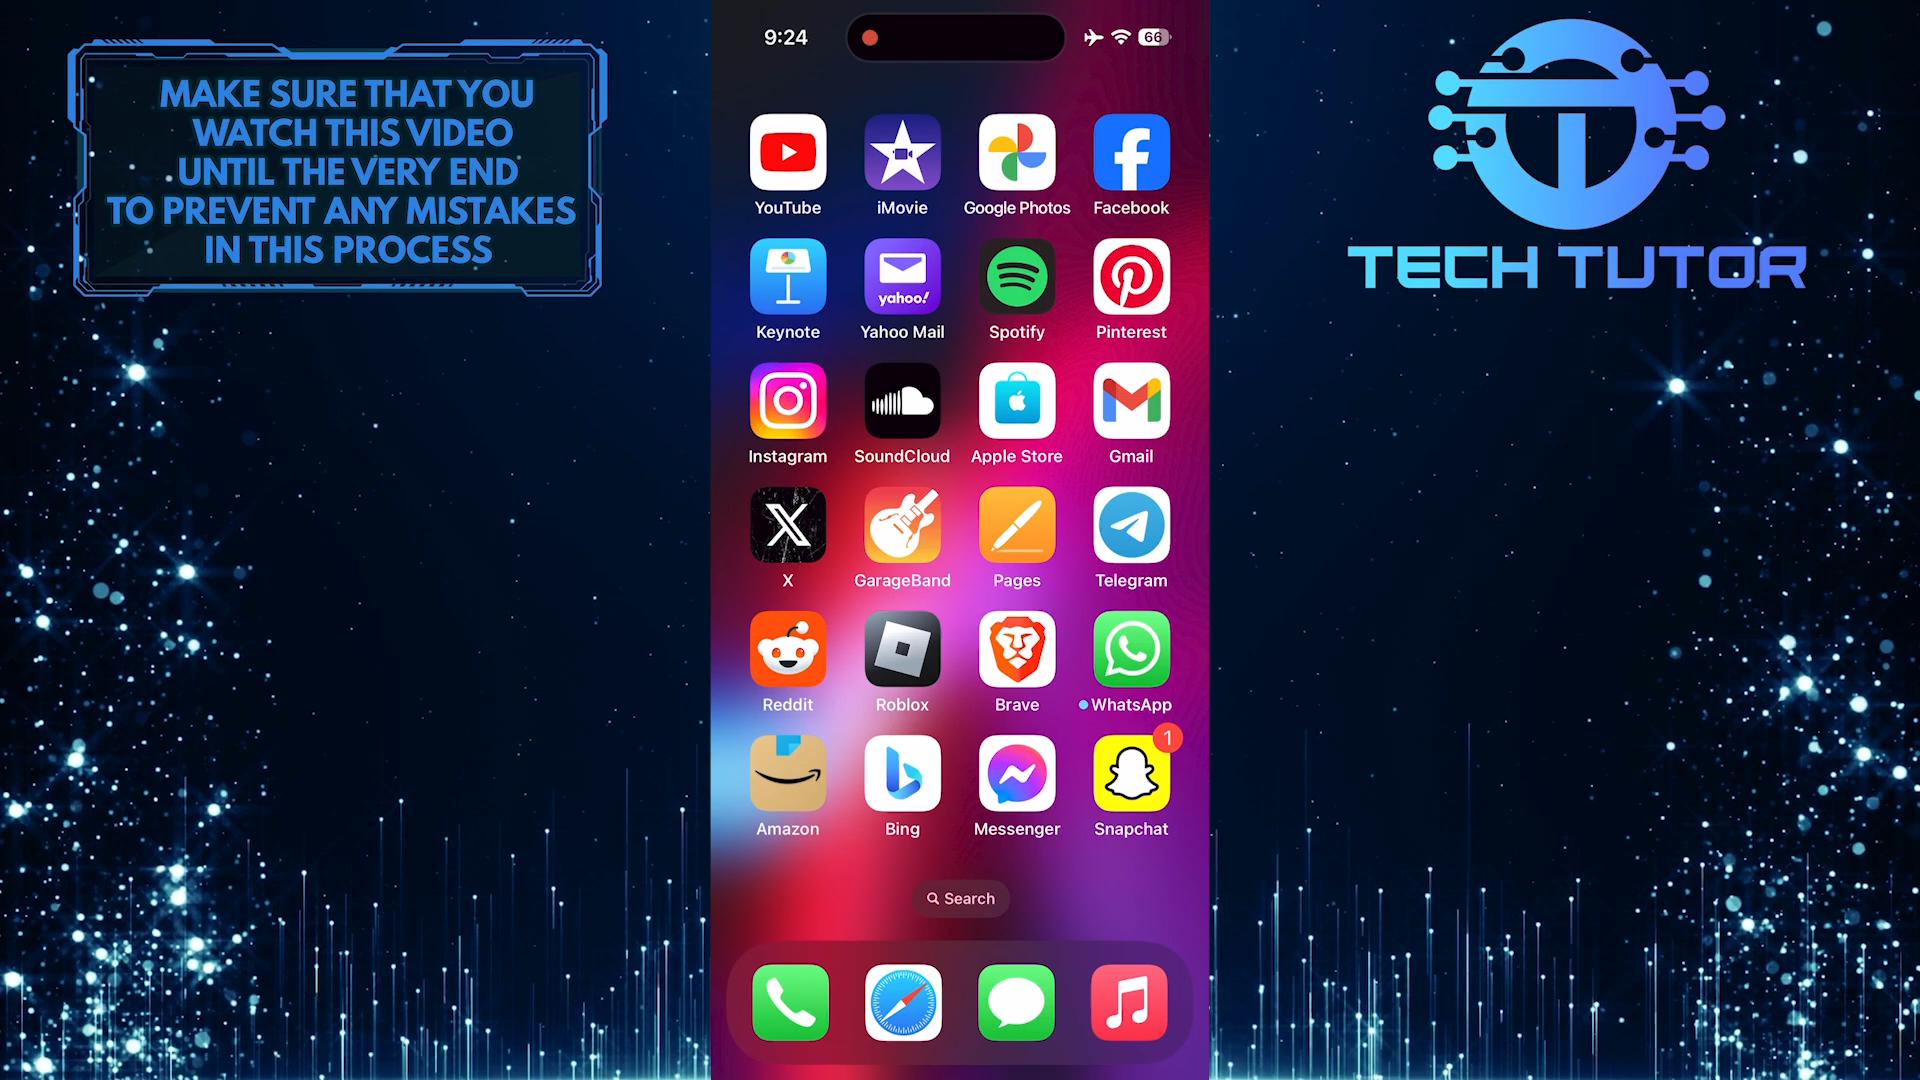 MAKE SURE THAT YOU
WATCH THIS VIDEO
UNTIL THE VERY END
TO PREVENT ANY MISTAKES
IN THIS PROCESS
9:24
66
YouTube
iMovie
Google Photos
Facebook
yahoo!
Keynote
Yahoo Mail
Spotify
Pinterest
Instagram
SoundCloud
Apple Store
Gmail
X
GarageBand
Pages
Telegram
Reddit
Roblox
Brave
WhatsApp
1
Amazon
Bing
Messenger
Snapchat
Search
TECH TUTOR